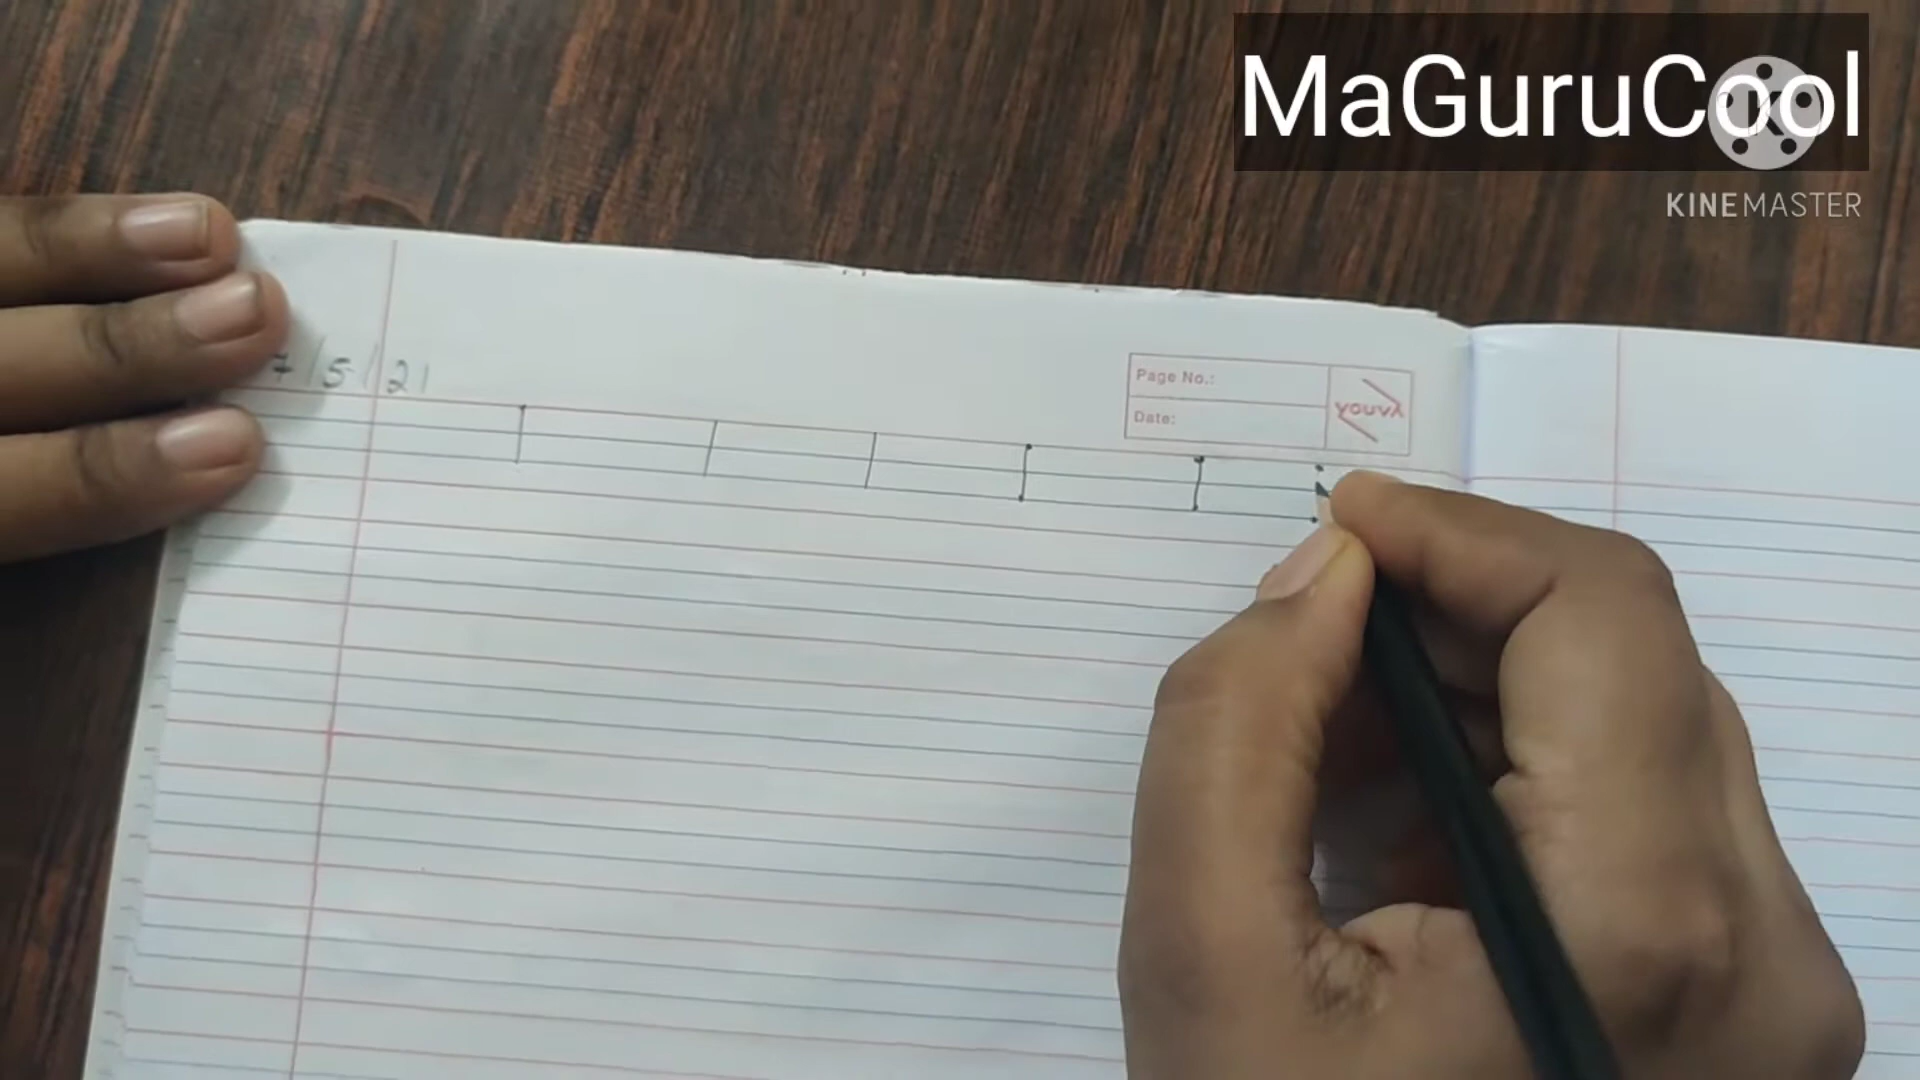 MaGuruCool
KINEMASTER
7/5/21
Page No.:
Date:
youva